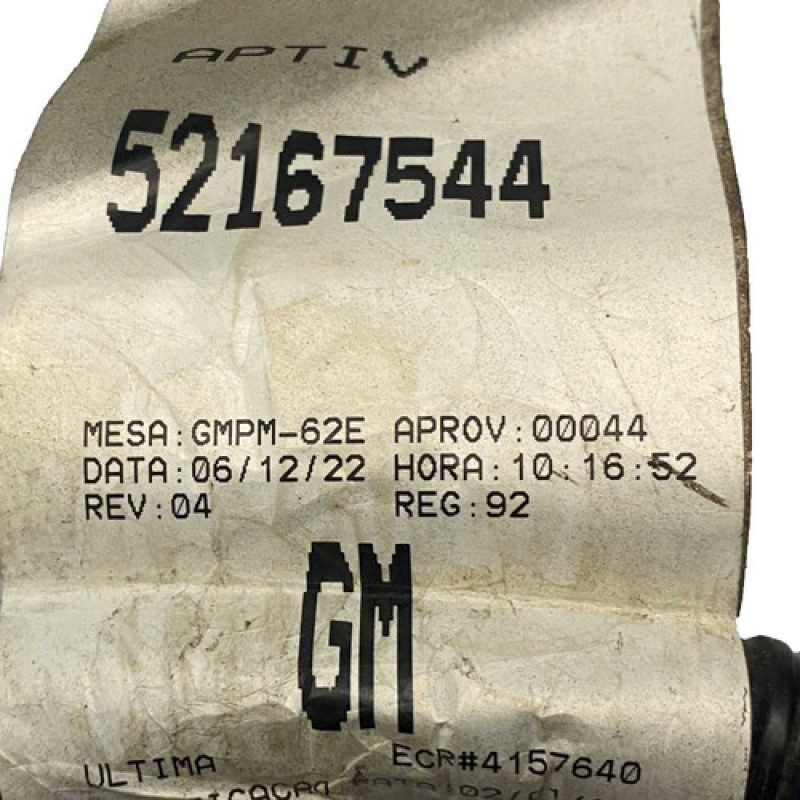 APTIV
52167544
MESA:GMPM-62E APROV:00044
DATA:06/12/22 HORA:10:16:52
REV:04 REG:92
GM
ULTIMA ECR#4157640